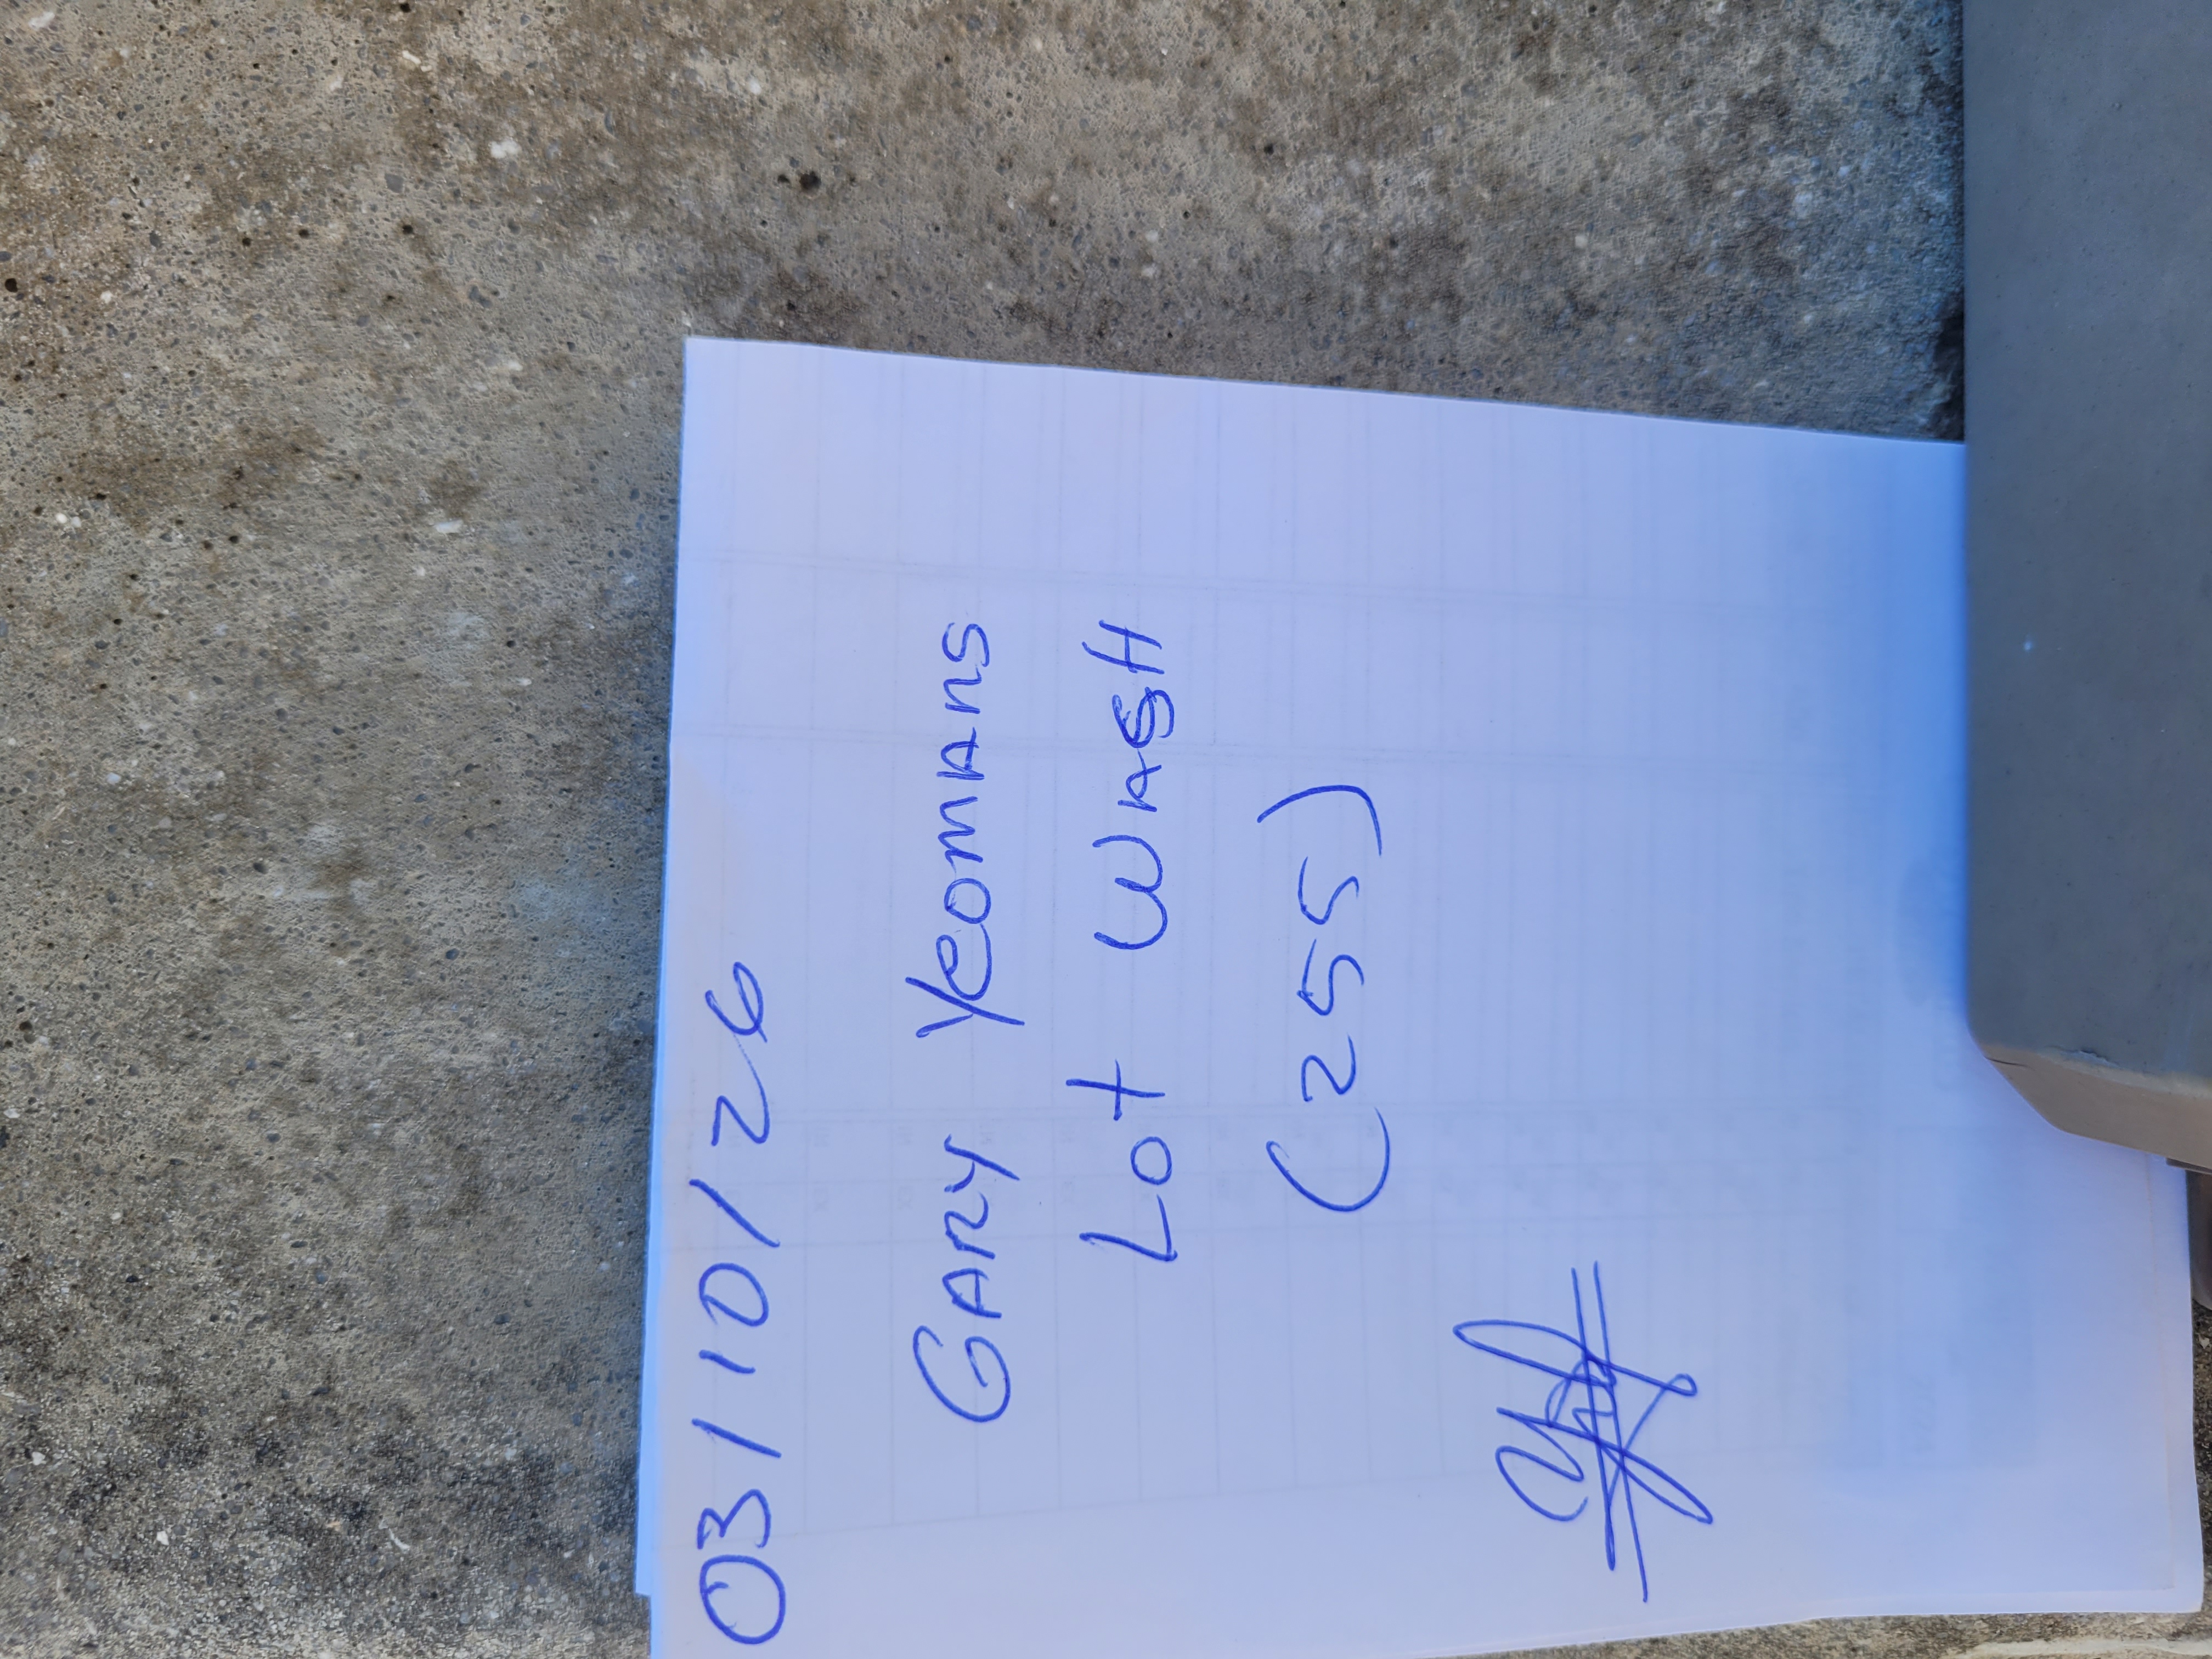 03/10/26
GARY Yeomans
Lot WASH
(255)